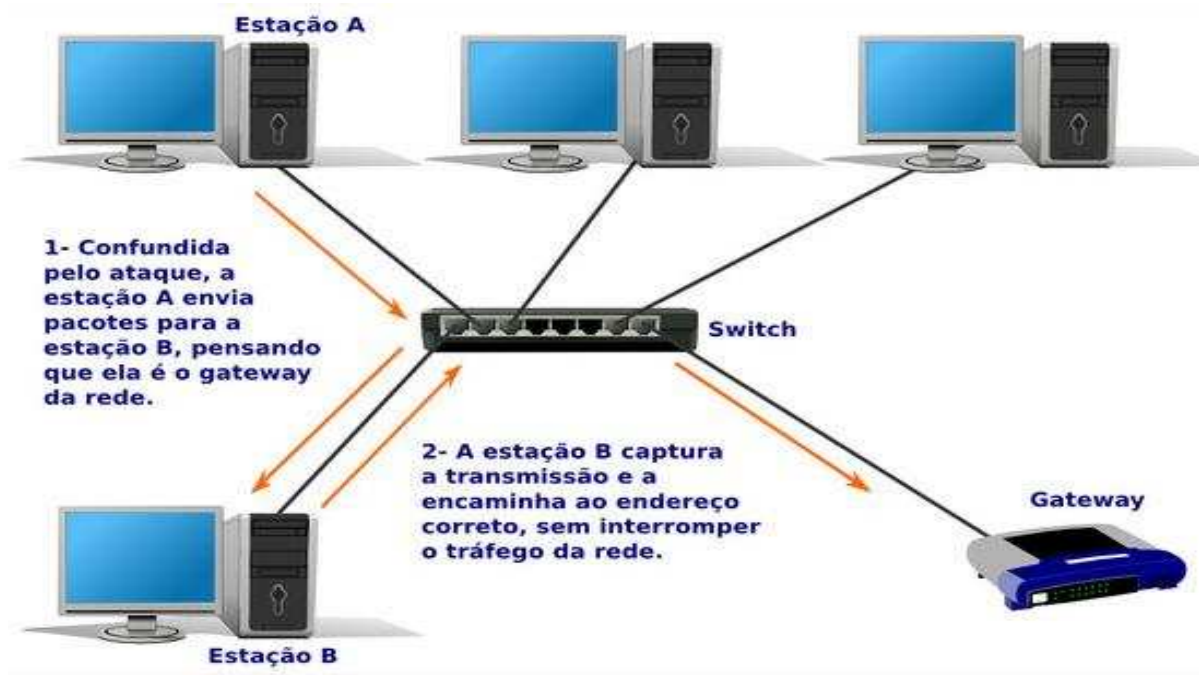 Estação A
1- Confundida
pelo ataque, a
estação A envia
pacotes para a
estação B, pensando
que ela é o gateway
da rede.
Switch
2- A estação B captura
a transmissão e a
encaminha ao endereço
correto, sem interromper
o tráfego da rede.
Gateway
Estação B